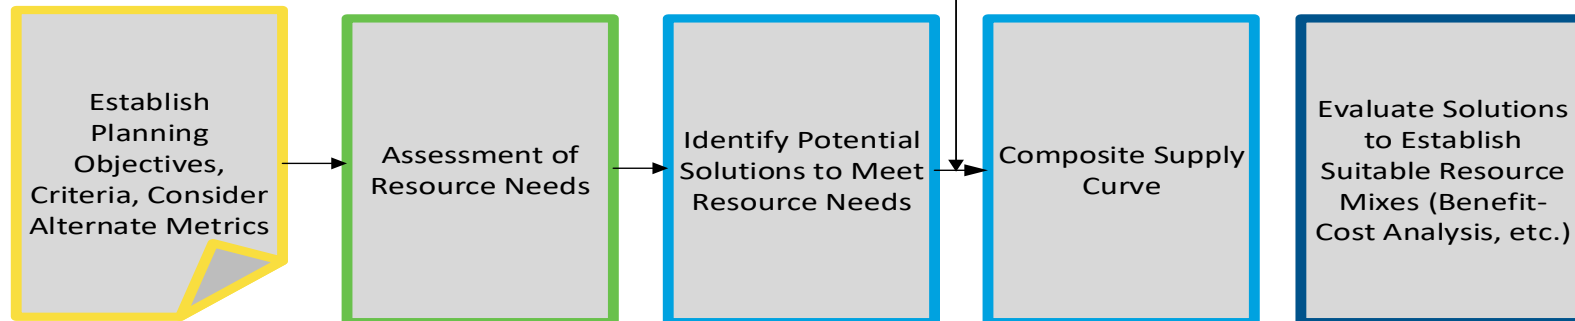 Establish
Planning
Objectives,
Criteria, Consider
Alternate Metrics
Assessment of
Resource Needs
Identify Potential
Solutions to Meet
Resource Needs
Composite Supply
Curve
Evaluate Solutions
to Establish
Suitable Resource
Mixes (Benefit-
Cost Analysis, etc.)